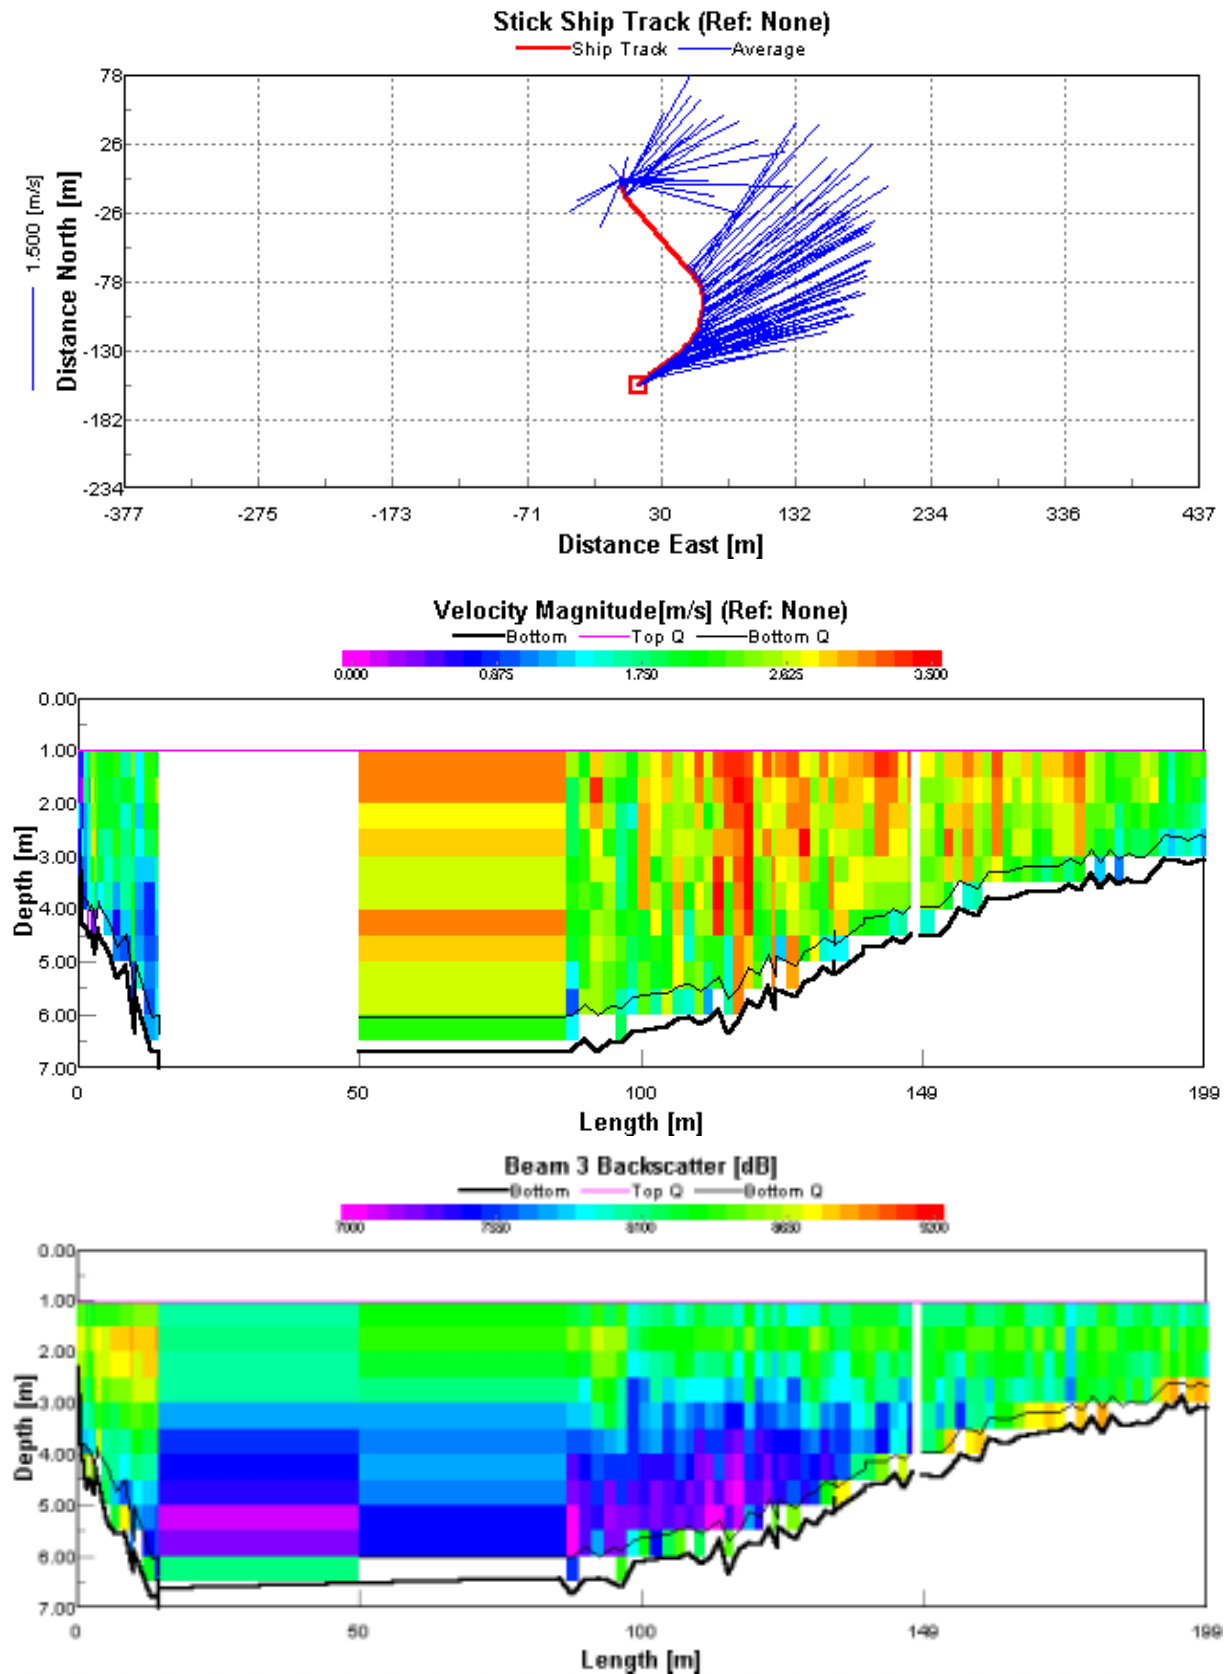 Stick Ship Track (Ref: None)
Ship Track Average
78
26
-26
-78
-130
-182
-234
1.500 [m/s]
Distance North [m]
-377 -275 -173 -71 30 132 234 336 437
Distance East [m]
Velocity Magnitude[m/s] (Ref: None)
Bottom Top Q Bottom Q
0.000 0.875 1.750 2.625 3.500
0.00
1.00
2.00
3.00
4.00
5.00
6.00
7.00
Depth [m]
0 50 100 149 199
Length [m]
Beam 3 Backscatter [dB]
Bottom Top Q Bottom Q
0.00
1.00
2.00
3.00
4.00
5.00
6.00
7.00
Depth [m]
0 50 100 149 199
Length [m]